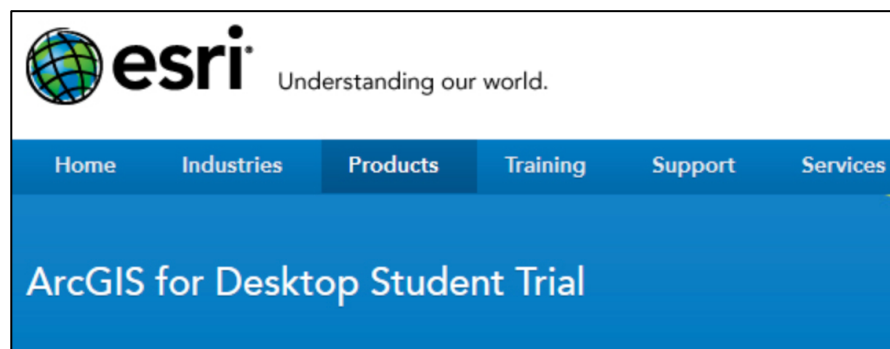 esri®
Understanding our world.
Home Industries Products Training Support Services
ArcGIS for Desktop Student Trial